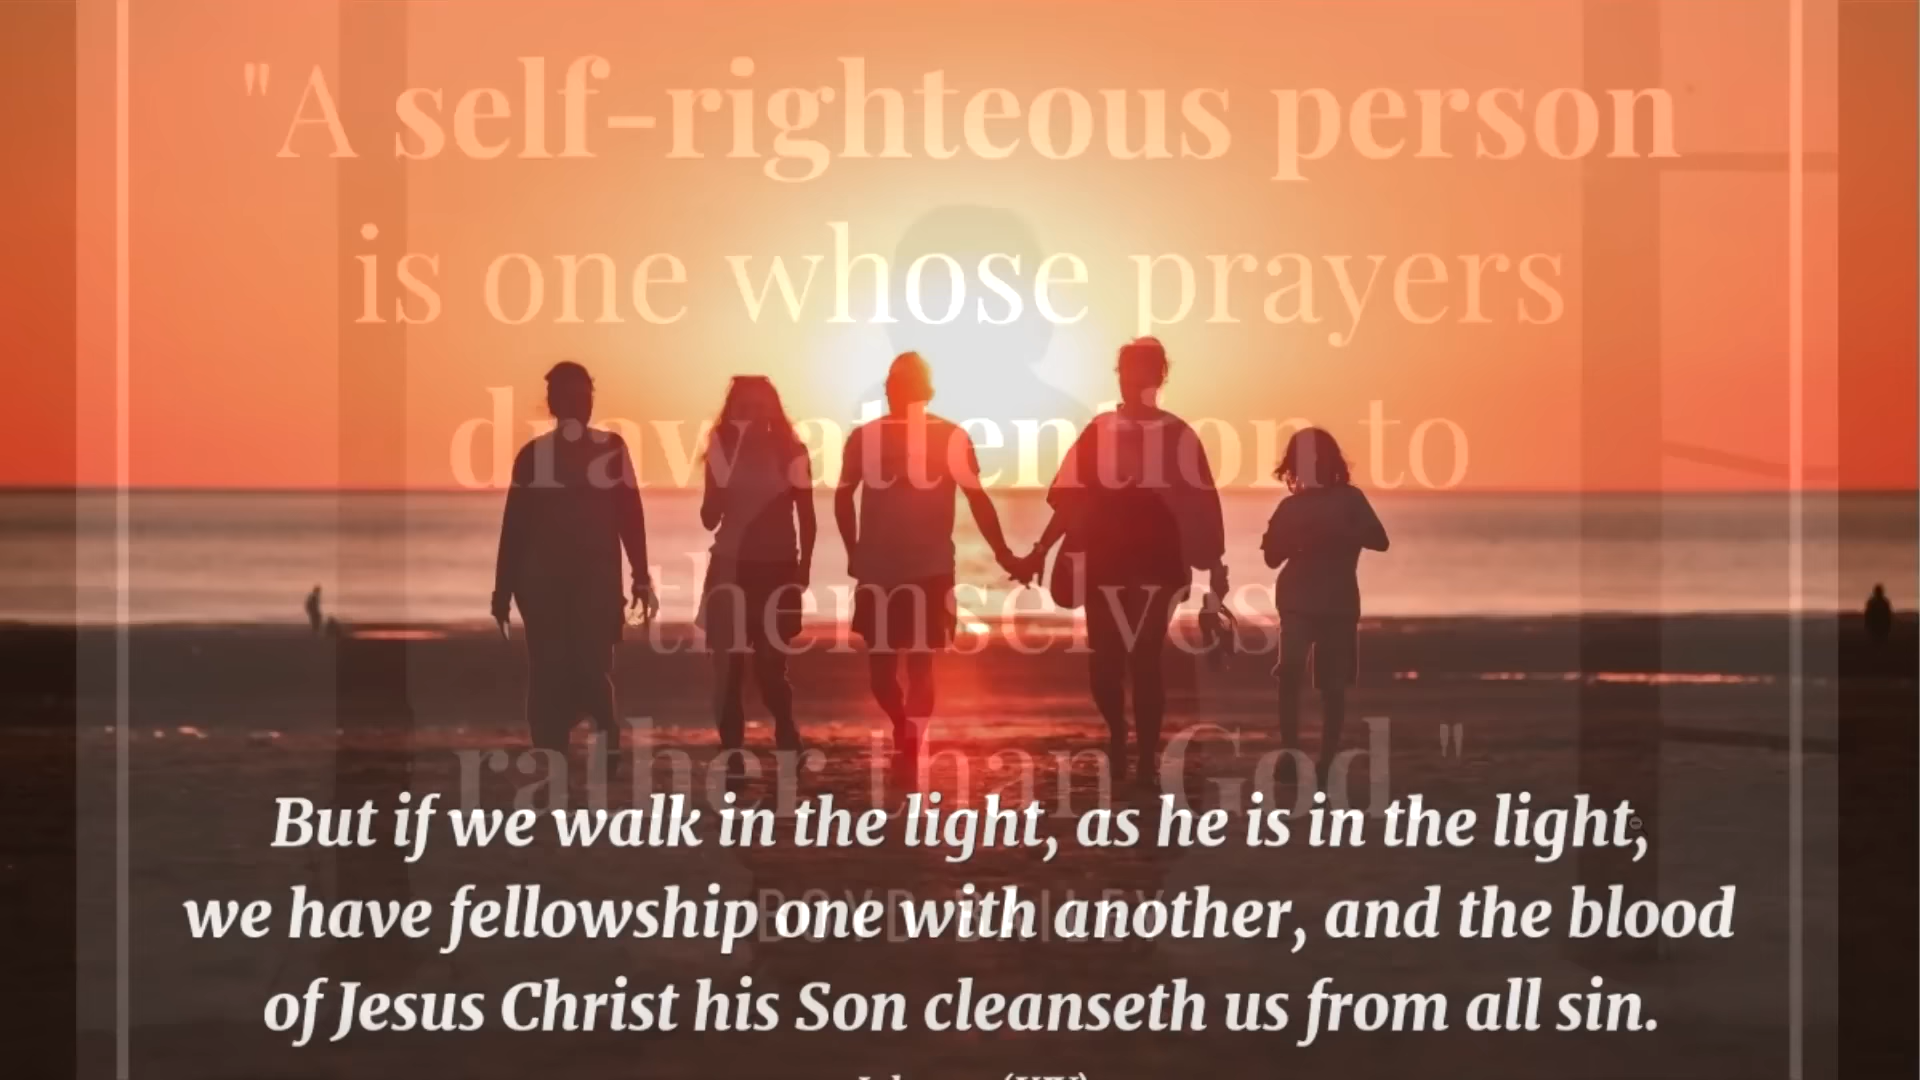 "A self-righteous person
is one whose prayers
draw attention to
themselves
rather than God."
But if we walk in the light, as he is in the light,
BOYD BAILEY
we have fellowship one with another, and the blood
of Jesus Christ his Son cleanseth us from all sin.